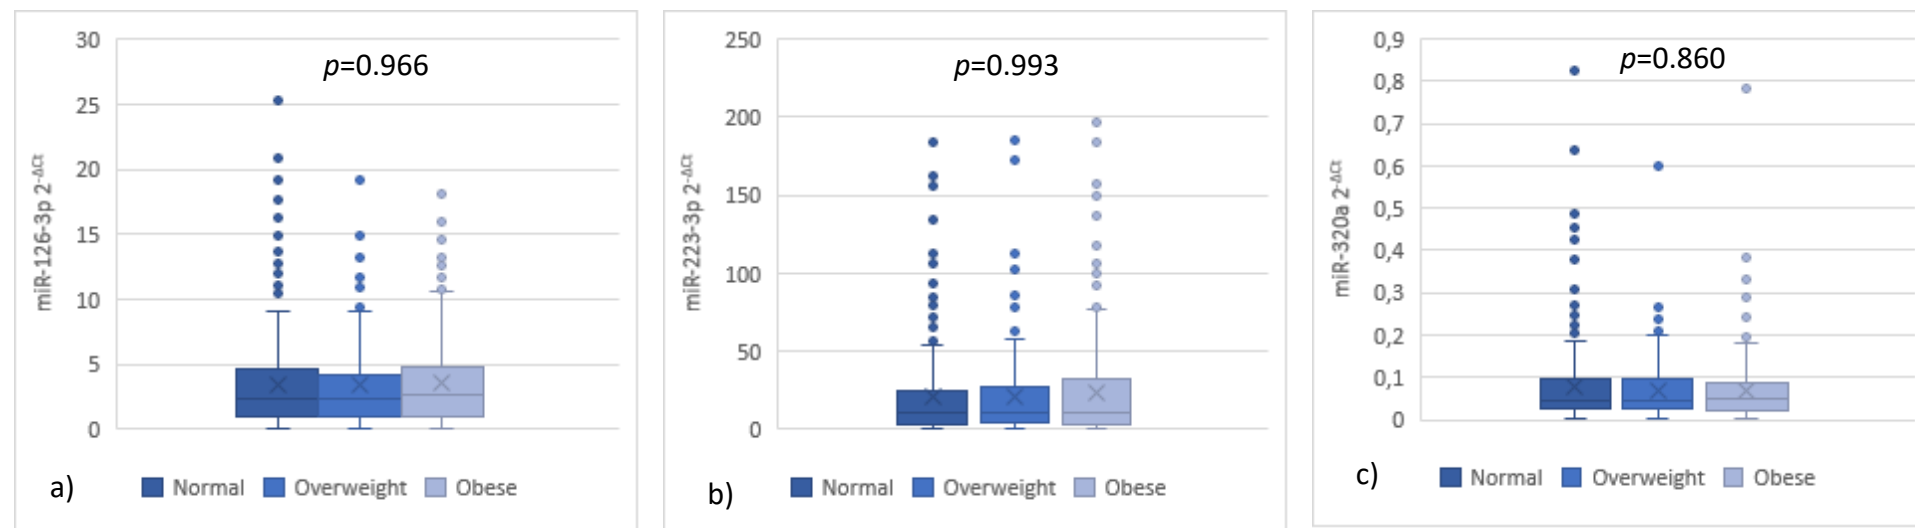 30
25
20
15
10
5
0
miR-126-3p 2^-ΔCt
p=0.966
Normal Overweight Obese
a)
250
200
150
100
50
0
miR-223-3p 2^-ΔCt
p=0.993
Normal Overweight Obese
b)
0,9
0,8
0,7
0,6
0,5
0,4
0,3
0,2
0,1
0
miR-320a 2^-ΔCt
p=0.860
Normal Overweight Obese
c)